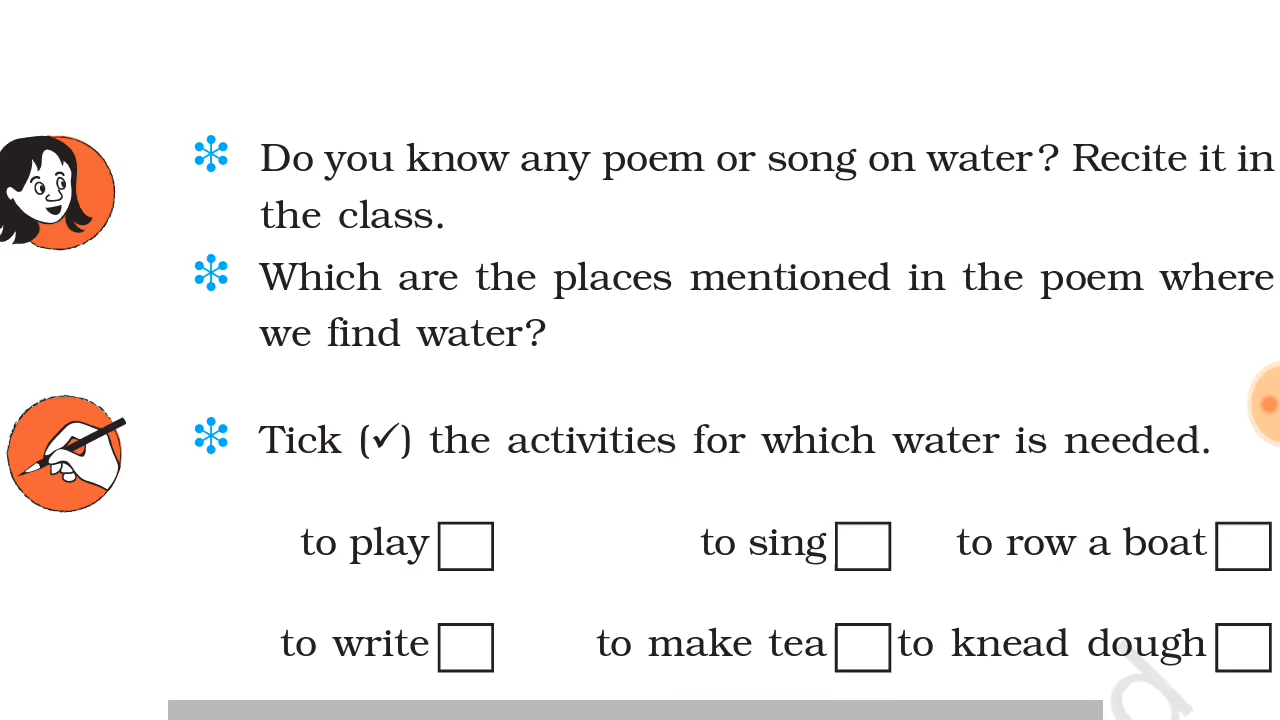 Do you know any poem or song on water? Recite it in
the class.
Which are the places mentioned in the poem where
we find water?
Tick (✓) the activities for which water is needed.
to play to sing to row a boat
to write to make tea to knead dough
d